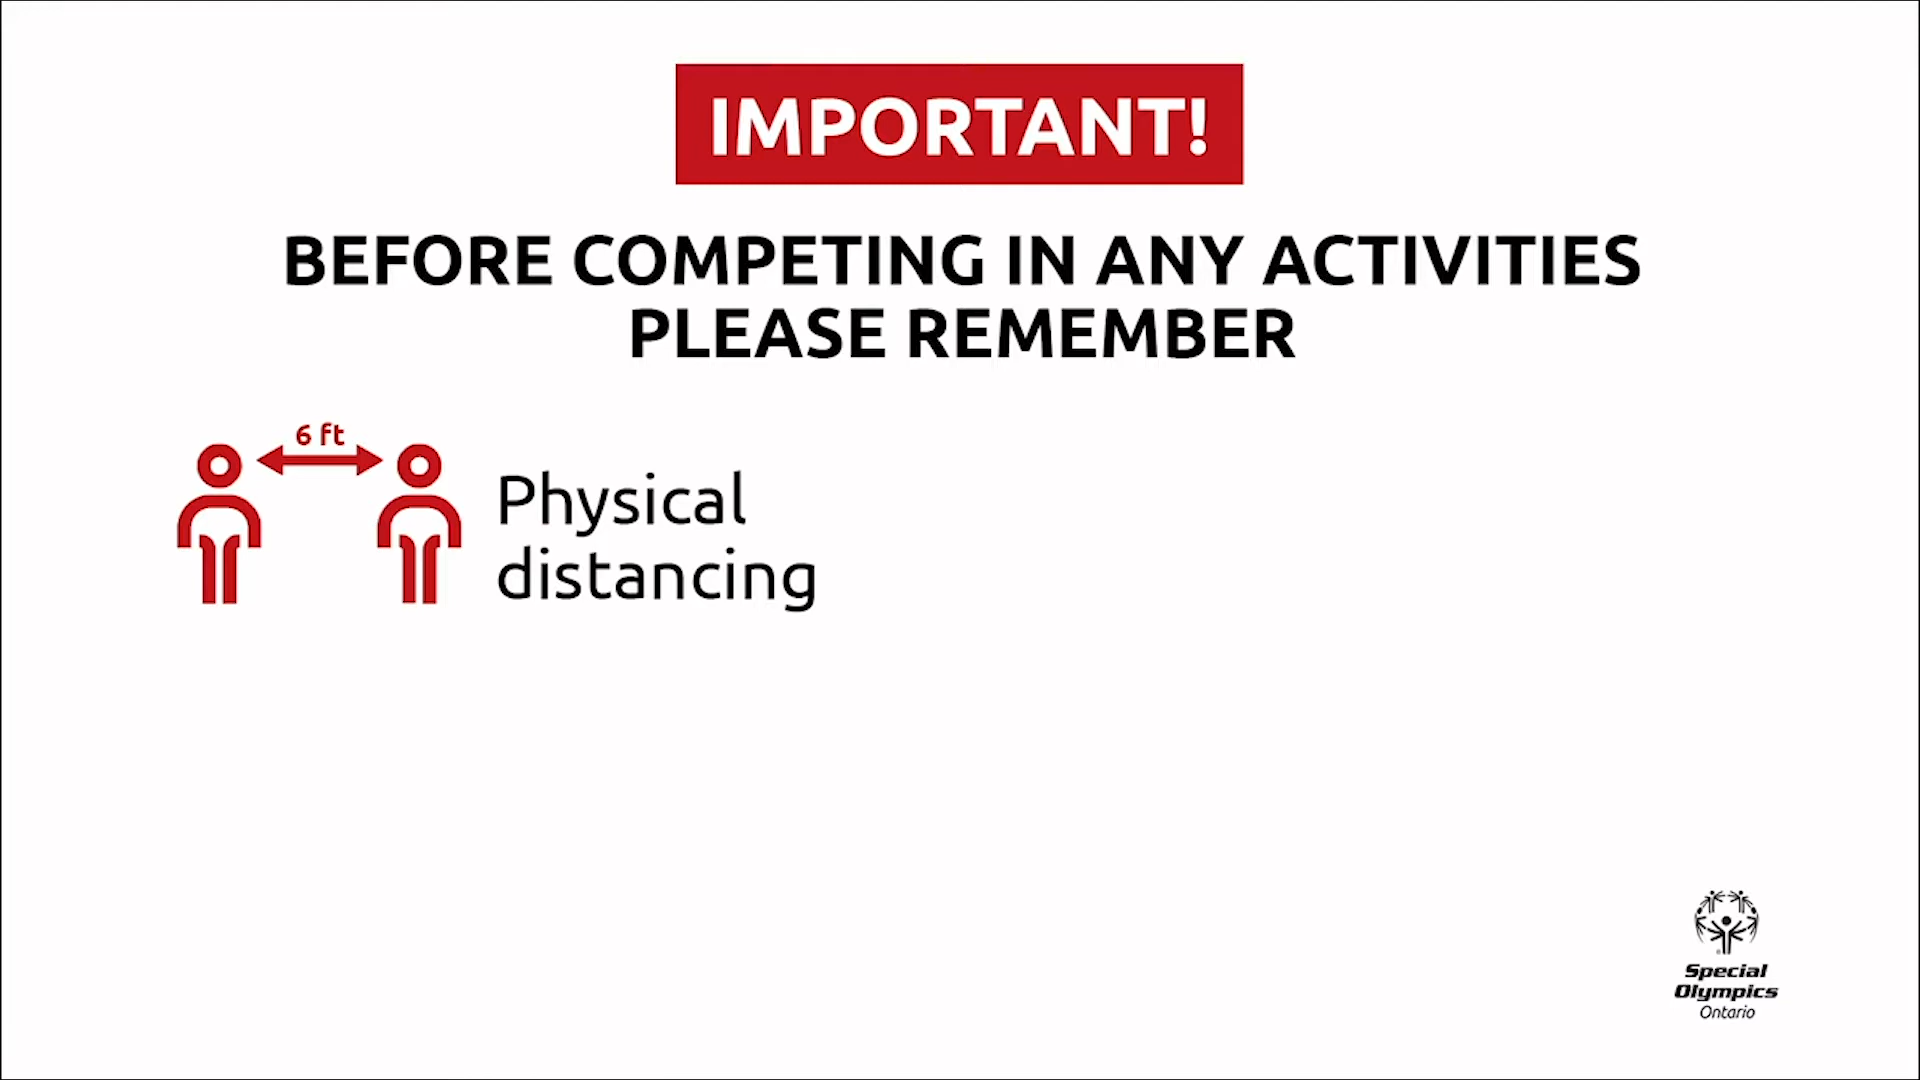 IMPORTANT!
BEFORE COMPETING IN ANY ACTIVITIES
PLEASE REMEMBER
6 ft
Physical
distancing
Special
Olympics
Ontario